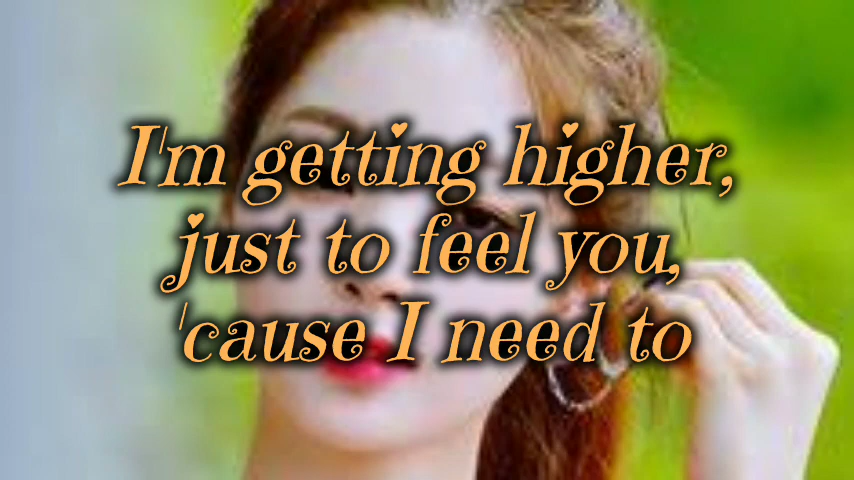 I'm getting higher,
just to feel you,
'cause I need to